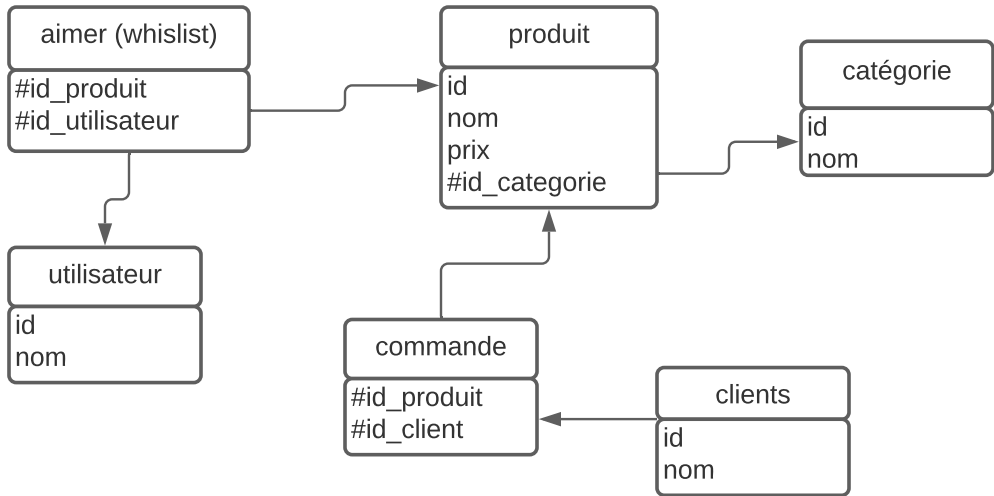 aimer (whislist)
#id_produit
#id_utilisateur
produit
id
nom
prix
#id_categorie
catégorie
id
nom
utilisateur
id
nom
commande
#id_produit
#id_client
clients
id
nom